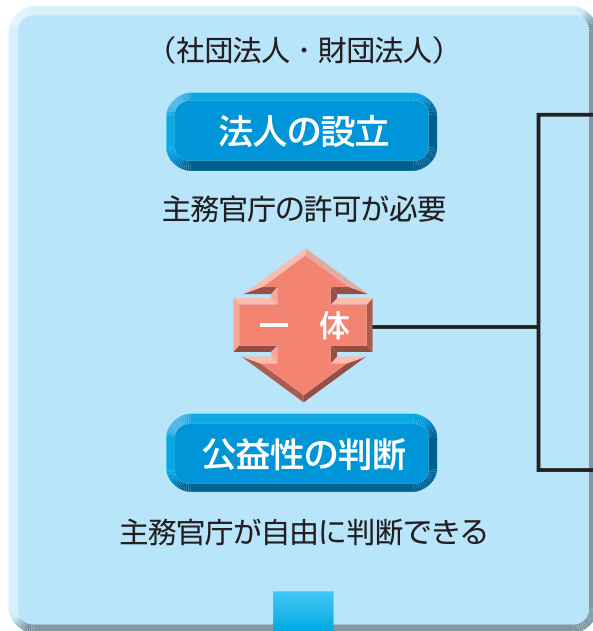 （社団法人・財団法人）
法人の設立
主務官庁の許可が必要
一 体
公益性の判断
主務官庁が自由に判断できる